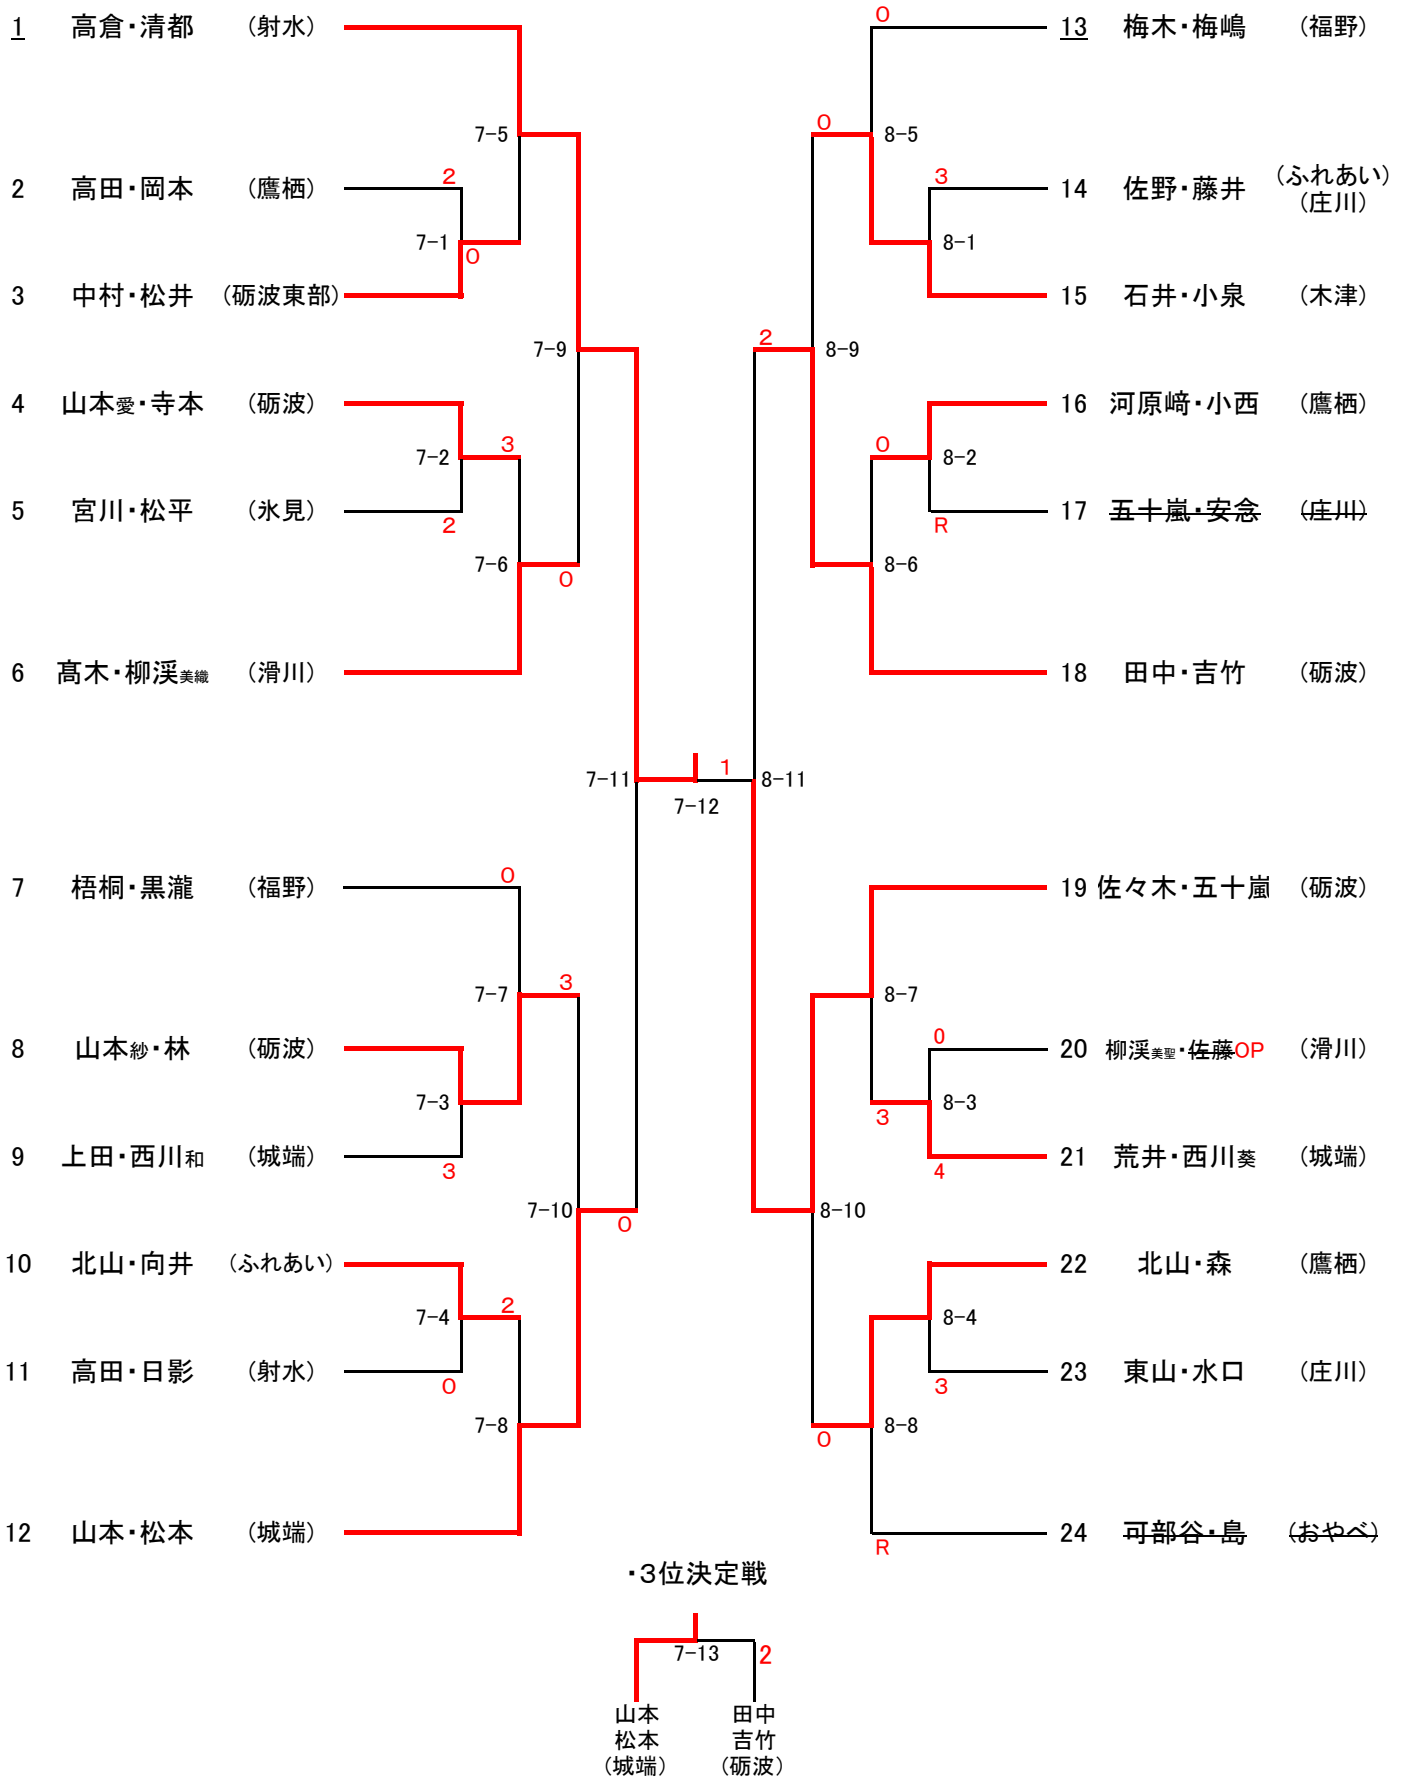 1 高倉・清都 （射水）
7-5
2 高田・岡本 （鷹栖） 2
7-1 0
3 中村・松井 （砺波東部）
7-9
4 山本愛・寺本 （砺波）
7-2 3
5 宮川・松平 （氷見） 2
7-6 0
6 髙木・柳渓美織 （滑川）
7-11
7 梧桐・黒瀧 （福野） 0
7-7 3
8 山本紗・林 （砺波）
7-3
9 上田・西川和 （城端） 3
7-10 0
10 北山・向井 （ふれあい）
7-4 2
11 高田・日影 （射水） 0
7-8
12 山本・松本 （城端）
7-12 1
0 13 梅木・梅嶋 （福野）
0 8-5
3 14 佐野・藤井 （ふれあい）
（庄川）
8-1
15 石井・小泉 （木津）
2 8-9
16 河原﨑・小西 （鷹栖）
0 8-2
R 17 五十嵐・安念 （庄川）
8-6
18 田中・吉竹 （砺波）
8-11
19 佐々木・五十嵐 （砺波）
8-7
0 20 柳渓美聖・佐藤OP （滑川）
3 8-3
4 21 荒井・西川葵 （城端）
8-10
22 北山・森 （鷹栖）
8-4
3 23 東山・水口 （庄川）
0 8-8
R 24 可部谷・島 （おやべ）
・3位決定戦
7-13 2
山本 田中
松本 吉竹
（城端） （砺波）